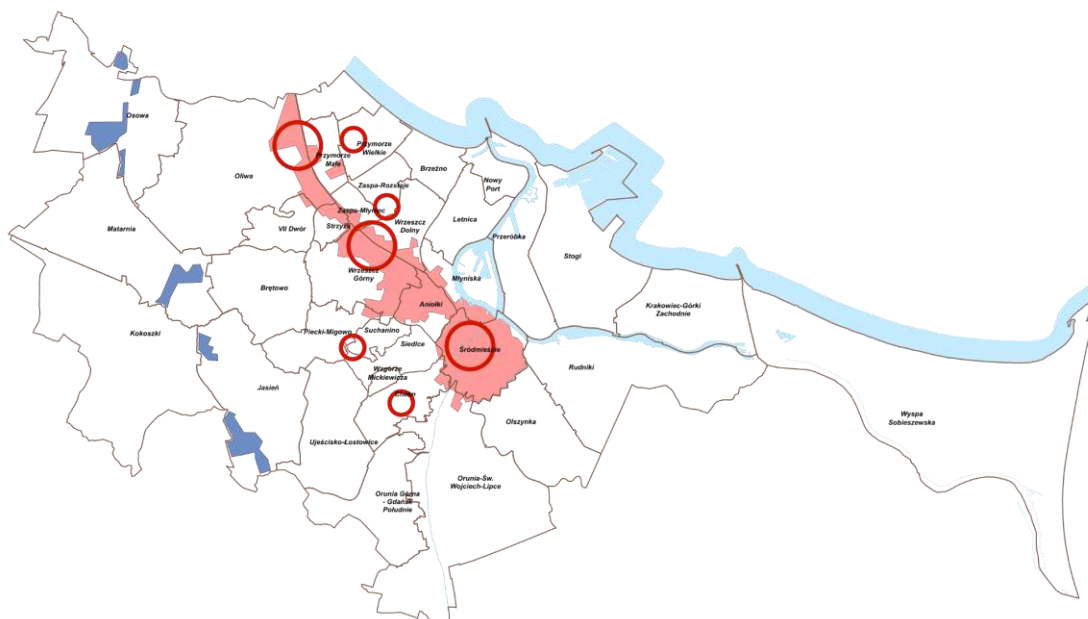 Osowa
Przymorze
Wielkie
Przymorze
Małe
Oliwa
Brzeźno
Nowy
Port
Zaspa-Rozstaje
Zaspa-Młyniec
Letnica
VII Dwór
Strzyża
Wrzeszcz
Dolny
Matarnia
Przeróbka
Stogi
Wrzeszcz
Górny
Młyniska
Brętowo
Aniołki
Krakowiec-Górki
Zachodnie
Kokoszki
Piecki-Migowo
Suchanino
Siedlce
Śródmieście
Wzgórze
Mickiewicza
Rudniki
Jasień
Chełm
Olszynka
Wyspa
Sobieszewska
Ujeścisko-Łostowice
Orunia-Św.
Wojciech-Lipce
Orunia Górna
- Gdańsk
Południe